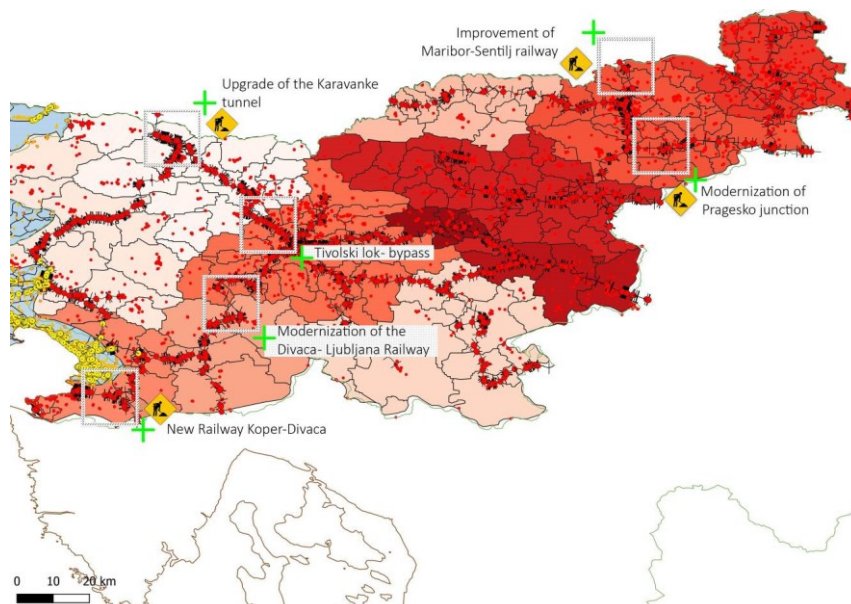 Improvement of
Maribor-Sentilj railway
Upgrade of the Karavanke
tunnel
Modernization of
Pragesko junction
Tivolski lok- bypass
Modernization of the
Divaca- Ljubljana Railway
New Railway Koper-Divaca
0 10 20 km